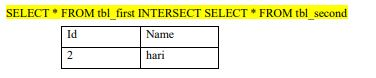 SELECT * FROM tbl_first INTERSECT SELECT * FROM tbl_second
Id Name
2 hari